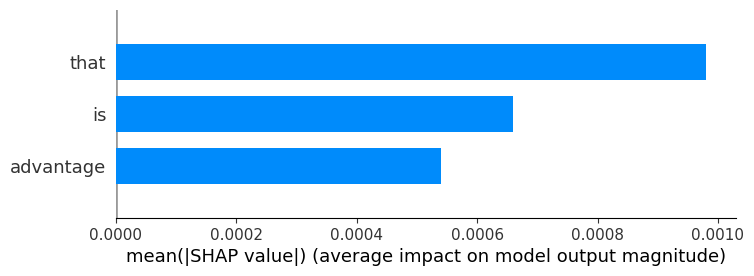 that
is
advantage
0.0000 0.0002 0.0004 0.0006 0.0008 0.0010
mean(|SHAP value|) (average impact on model output magnitude)